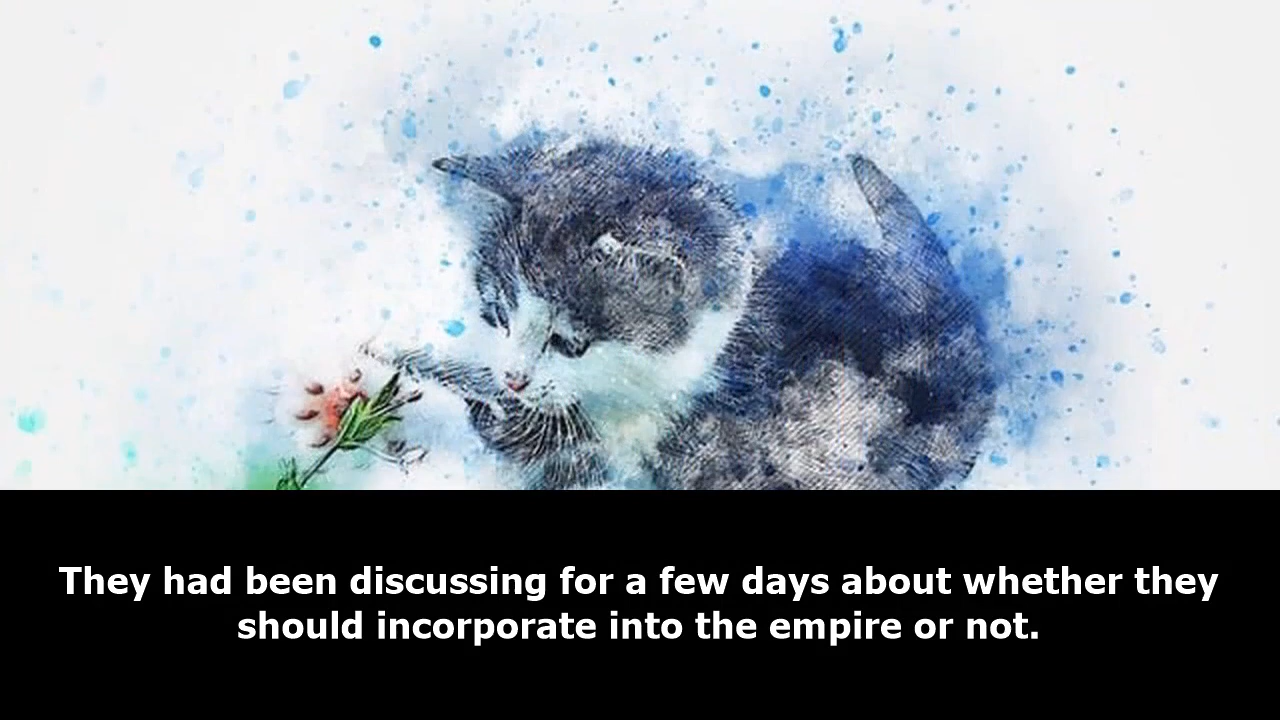 They had been discussing for a few days about whether they
should incorporate into the empire or not.